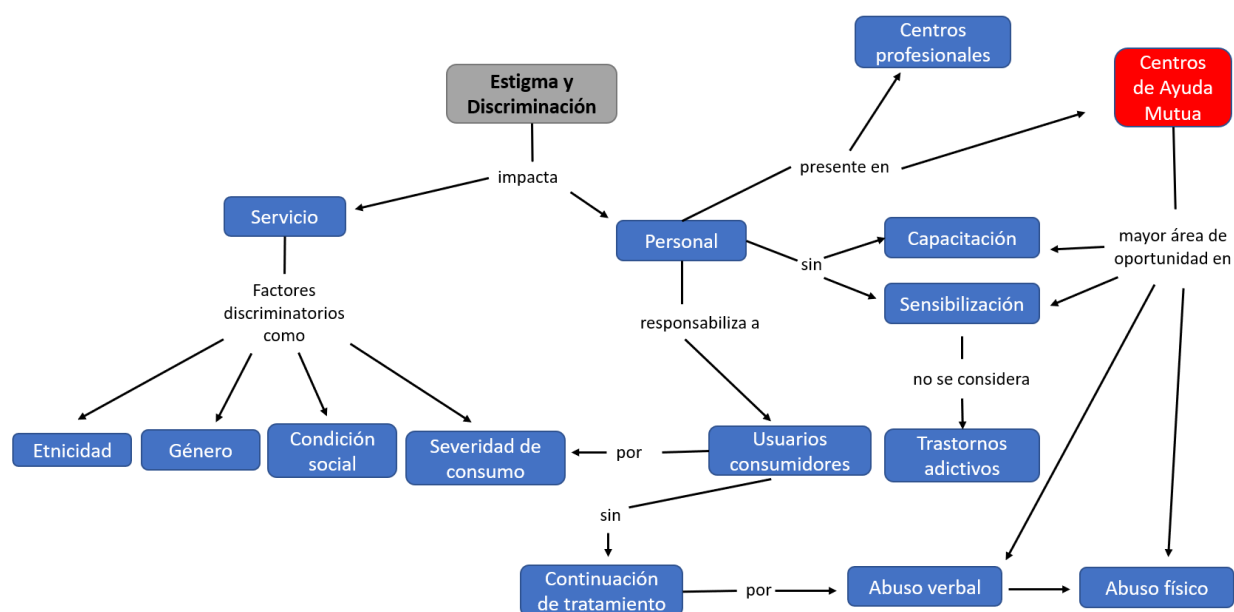 Centros
profesionales
Centros
de Ayuda
Mutua
Estigma y
Discriminación
presente en
impacta
Servicio
Personal
Capacitación
mayor área de
oportunidad en
sin
Sensibilización
Factores
discriminatorios
como
responsabiliza a
no se considera
Etnicidad
Género
Condición
social
Severidad de
consumo
por
Usuarios
consumidores
Trastornos
adictivos
sin
Continuación
de tratamiento
por
Abuso verbal
Abuso físico